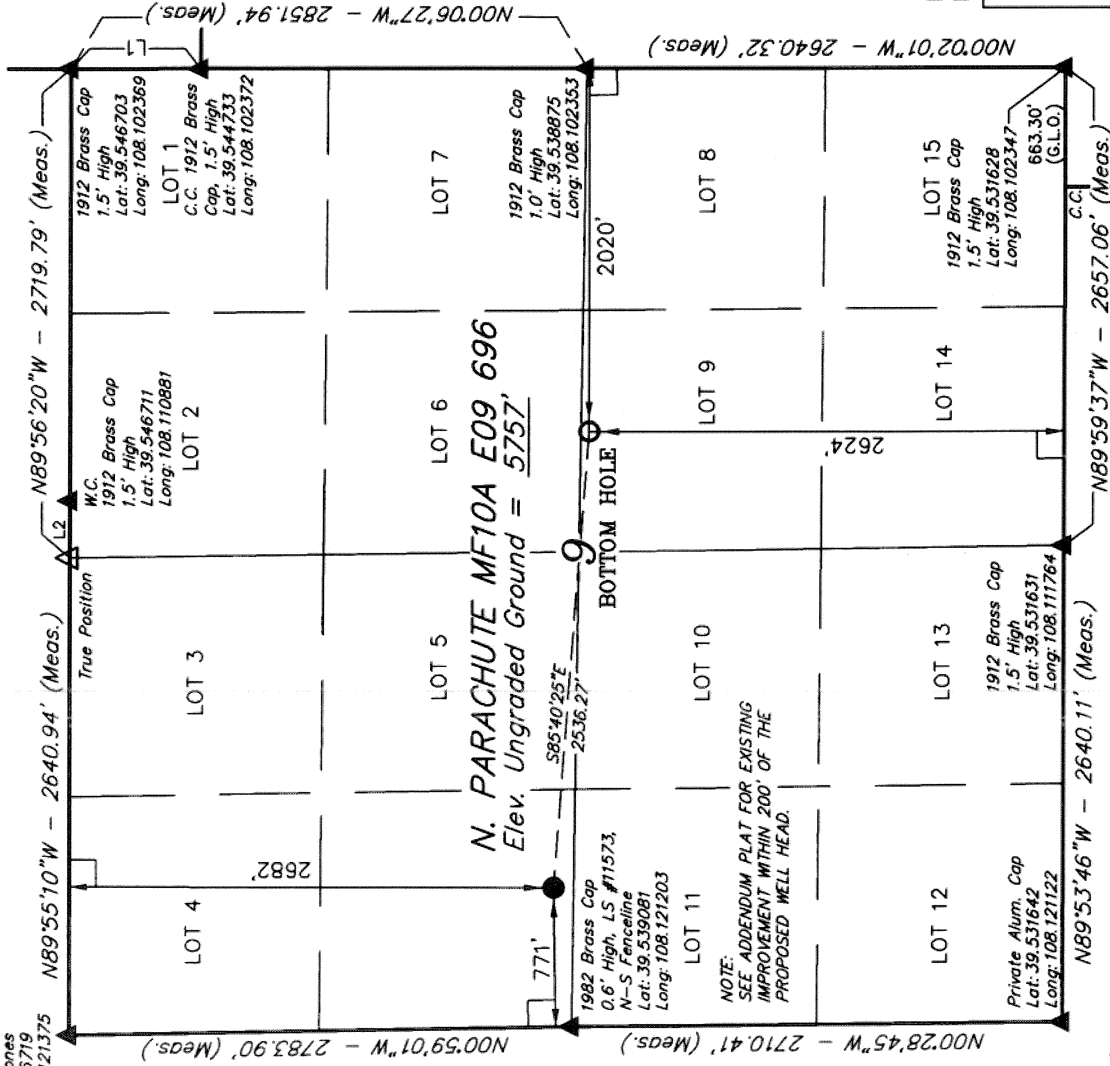 N89°55'10"W - 2640.94' (Meas.)
N89°56'20"W - 2719.79' (Meas.)
ones
5719
21375
True Position
L2
W.C.
1912 Brass Cap
1.5' High
Lat: 39.546711
Long: 108.110881
1912 Brass Cap
1.5' High
Lat: 39.546703
Long: 108.102369
L1
LOT 4
LOT 3
LOT 2
LOT 1
C.C. 1912 Brass
Cap, 1.5' High
Lat: 39.544733
Long: 108.102372
N00°59'01"W - 2783.90' (Meas.)
N00°06'27"W - 2851.94' (Meas.)
2682'
LOT 5
LOT 6
LOT 7
N. PARACHUTE MF10A E09 696
Elev. Ungraded Ground = 5757'
771'
S85°40'25"E
2536.27'
9
BOTTOM HOLE
2020'
1912 Brass Cap
1.0' High
Lat: 39.538875
Long: 108.102353
1982 Brass Cap
0.6' High, LS #11573,
N-S Fenceline
Lat: 39.539081
Long: 108.121203
LOT 11
LOT 10
LOT 9
LOT 8
NOTE:
SEE ADDENDUM PLAT FOR EXISTING
IMPROVEMENT WITHIN 200' OF THE
PROPOSED WELL HEAD.
2624'
N00°28'45"W - 2710.41' (Meas.)
N00°02'01"W - 2640.32' (Meas.)
LOT 12
LOT 13
LOT 14
LOT 15
Private Alum. Cap
Lat: 39.531642
Long: 108.121122
1912 Brass Cap
1.5' High
Lat: 39.531631
Long: 108.111764
1912 Brass Cap
1.5' High
Lat: 39.531628
Long: 108.102347
663.30'
(G.L.O.)
C.C.
N89°53'46"W - 2640.11' (Meas.)
N89°59'37"W - 2657.06' (Meas.)